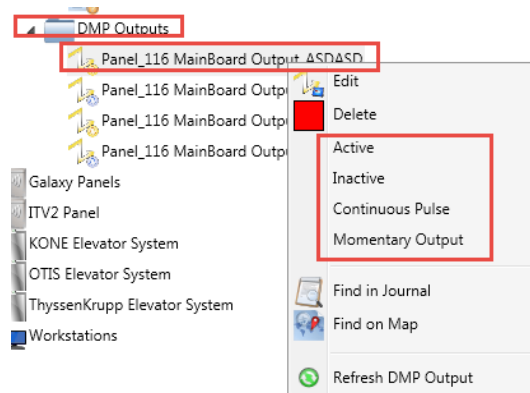 DMP Outputs
Panel_116 MainBoard Output ASDASD
Panel_116 MainBoard Outp
Panel_116 MainBoard Outp
Panel_116 MainBoard Outp
Galaxy Panels
ITV2 Panel
KONE Elevator System
OTIS Elevator System
ThyssenKrupp Elevator System
Workstations
Edit
Delete
Active
Inactive
Continuous Pulse
Momentary Output
Find in Journal
Find on Map
Refresh DMP Output